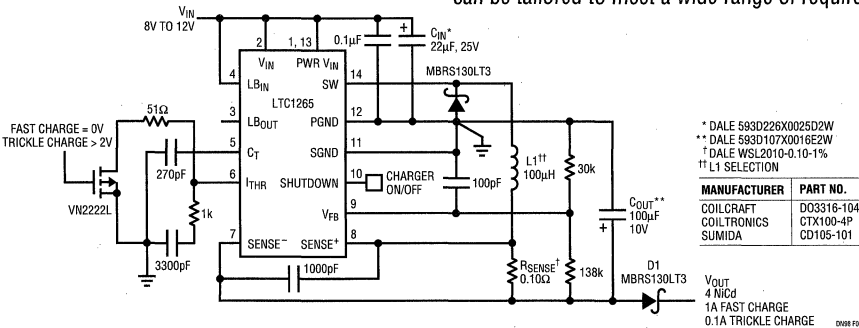 can be tailored to meet a wide range of require
VIN
8V TO 12V
0.1µF
+
CIN*
22µF, 25V
2
1, 13
VIN
PWR VIN
MBRS130LT3
4
LBIN
SW
14
LTC1265
51Ω
3
LBOUT
PGND
12
FAST CHARGE = 0V
TRICKLE CHARGE > 2V
5
CT
SGND
11
L1††
100µH
30k
270pF
6
ITHR
SHUTDOWN
10
CHARGER
ON/OFF
100pF
VN2222L
1k
VFB
9
COUT**
100µF
10V
+
7
SENSE−
SENSE+
8
3300pF
1000pF
RSENSE†
0.10Ω
138k
D1
MBRS130LT3
VOUT
4 NiCd
1A FAST CHARGE
0.1A TRICKLE CHARGE
* DALE 593D226X0025D2W
** DALE 593D107X0016E2W
† DALE WSL2010-0.10-1%
†† L1 SELECTION
MANUFACTURER PART NO.
COILCRAFT DO3316-104
COILTRONICS CTX100-4P
SUMIDA CD105-101
DN98 F0